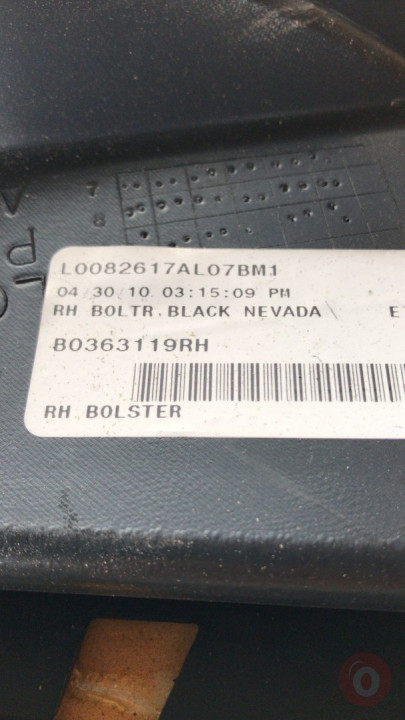 7
8
L0082617AL07BM1
04/30/10 03:15:09 PM
RH BOLTR.BLACK NEVADA\
B0363119RH
RH BOLSTER